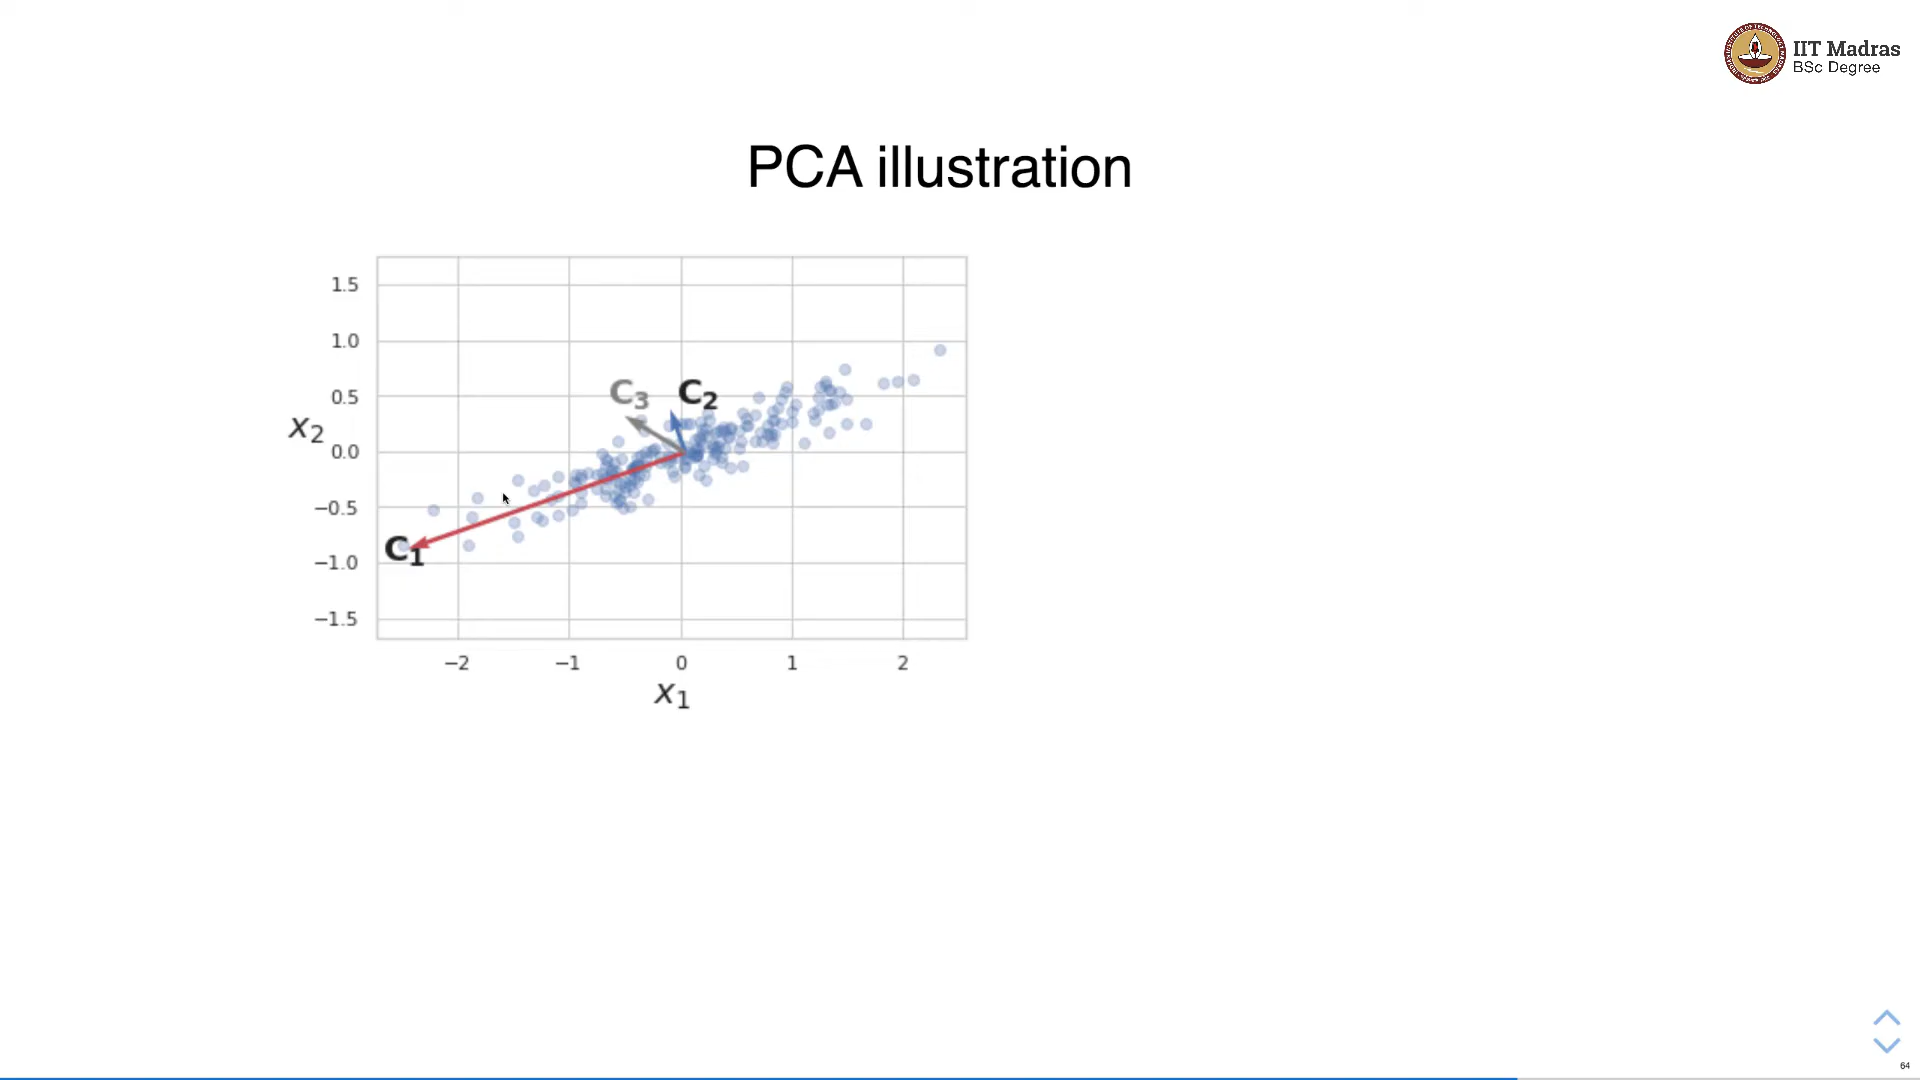 IIT Madras
BSc Degree
PCA illustration
1.5
1.0
0.5
0.0
−0.5
−1.0
−1.5
x2
C3
C2
C1
−2 −1 0 1 2
x1
64